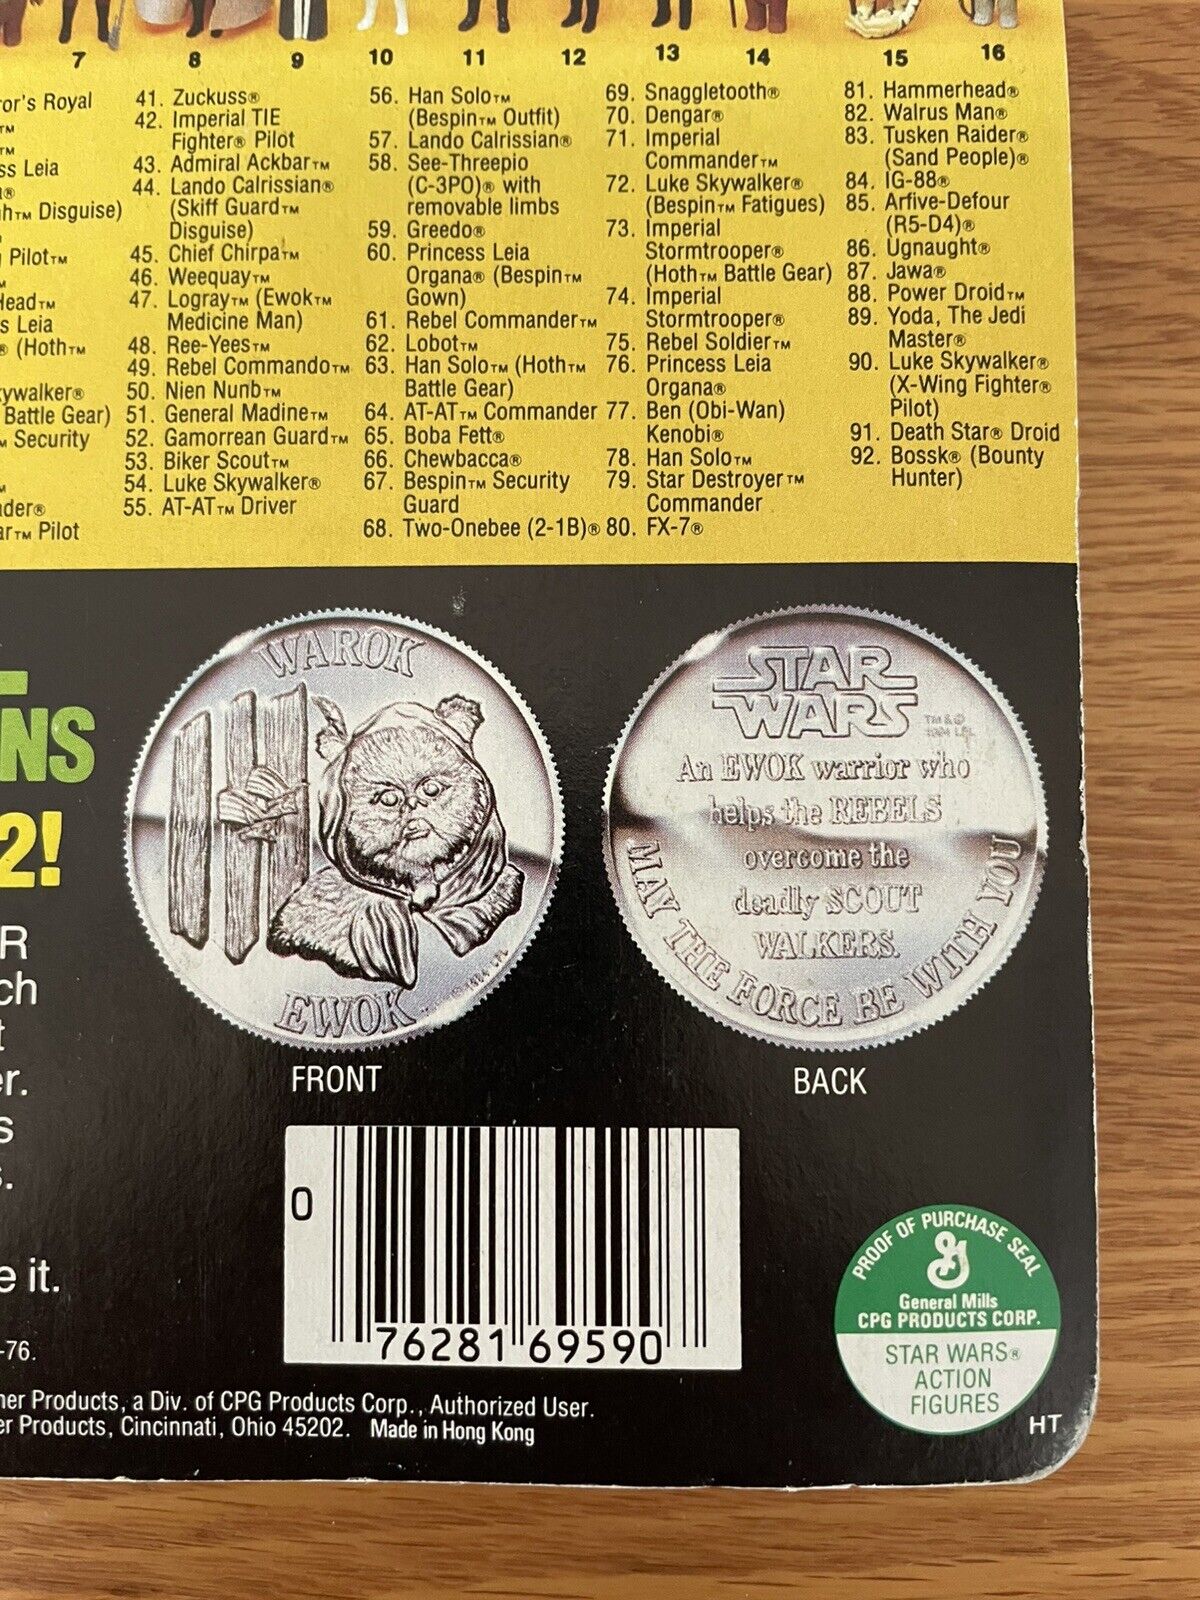 7 8 9 10 11 12 13 14 15 16
or's Royal
TM
TM
ss Leia
®
hTM Disguise)
PilotTM
HeadTM
s Leia
® (HothTM
ywalker®
Battle Gear)
Security
der®
arTM Pilot
41. Zuckuss®
42. Imperial TIE
Fighter® Pilot
43. Admiral AckbarTM
44. Lando Calrissian®
(Skiff GuardTM
Disguise)
45. Chief ChirpaTM
46. WeequayTM
47. LograyTM (EwokTM
Medicine Man)
48. Ree-YeesTM
49. Rebel CommandoTM
50. Nien NunbTM
51. General MadineTM
52. Gamorrean GuardTM
53. Biker ScoutTM
54. Luke Skywalker®
55. AT-ATTM Driver
56. Han SoloTM
(BespinTM Outfit)
57. Lando Calrissian®
58. See-Threepio
(C-3PO)® with
removable limbs
59. Greedo®
60. Princess Leia
Organa® (BespinTM
Gown)
61. Rebel CommanderTM
62. LobotTM
63. Han SoloTM (HothTM
Battle Gear)
64. AT-ATTM Commander
65. Boba Fett®
66. Chewbacca®
67. BespinTM Security
Guard
68. Two-Onebee (2-1B)®
69. Snaggletooth®
70. Dengar®
71. Imperial
CommanderTM
72. Luke Skywalker®
(BespinTM Fatigues)
73. Imperial
Stormtrooper®
(HothTM Battle Gear)
74. Imperial
Stormtrooper®
75. Rebel SoldierTM
76. Princess Leia
Organa®
77. Ben (Obi-Wan)
Kenobi®
78. Han SoloTM
79. Star DestroyerTM
Commander
80. FX-7®
81. Hammerhead®
82. Walrus Man®
83. Tusken Raider®
(Sand People)®
84. IG-88®
85. Arfive-Defour
(R5-D4)®
86. Ugnaught®
87. Jawa®
88. Power DroidTM
89. Yoda, The Jedi
Master®
90. Luke Skywalker®
(X-Wing Fighter®
Pilot)
91. Death Star® Droid
92. Bossk® (Bounty
Hunter)
NS
2!
R
ch
t
er.
s
s.
e it.
-76.
WAROK
EWOK
FRONT
STAR
WARS
TM & ©
1984 LFL
An EWOK warrior who
helps the REBELS
overcome the
deadly SCOUT
WALKERS.
MAY THE FORCE BE WITH YOU
BACK
0
76281 69590
PROOF OF PURCHASE SEAL
General Mills
CPG PRODUCTS CORP.
STAR WARS®
ACTION
FIGURES
HT
ner Products, a Div. of CPG Products Corp., Authorized User.
er Products, Cincinnati, Ohio 45202. Made in Hong Kong